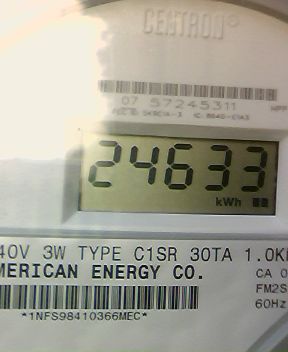 CENTRON®
07 57245311
24633
kWh
40V 3W TYPE C1SR 30TA 1.0K
MERICAN ENERGY CO.
CA 0
FM2S
60Hz
*1NFS98410366MEC*